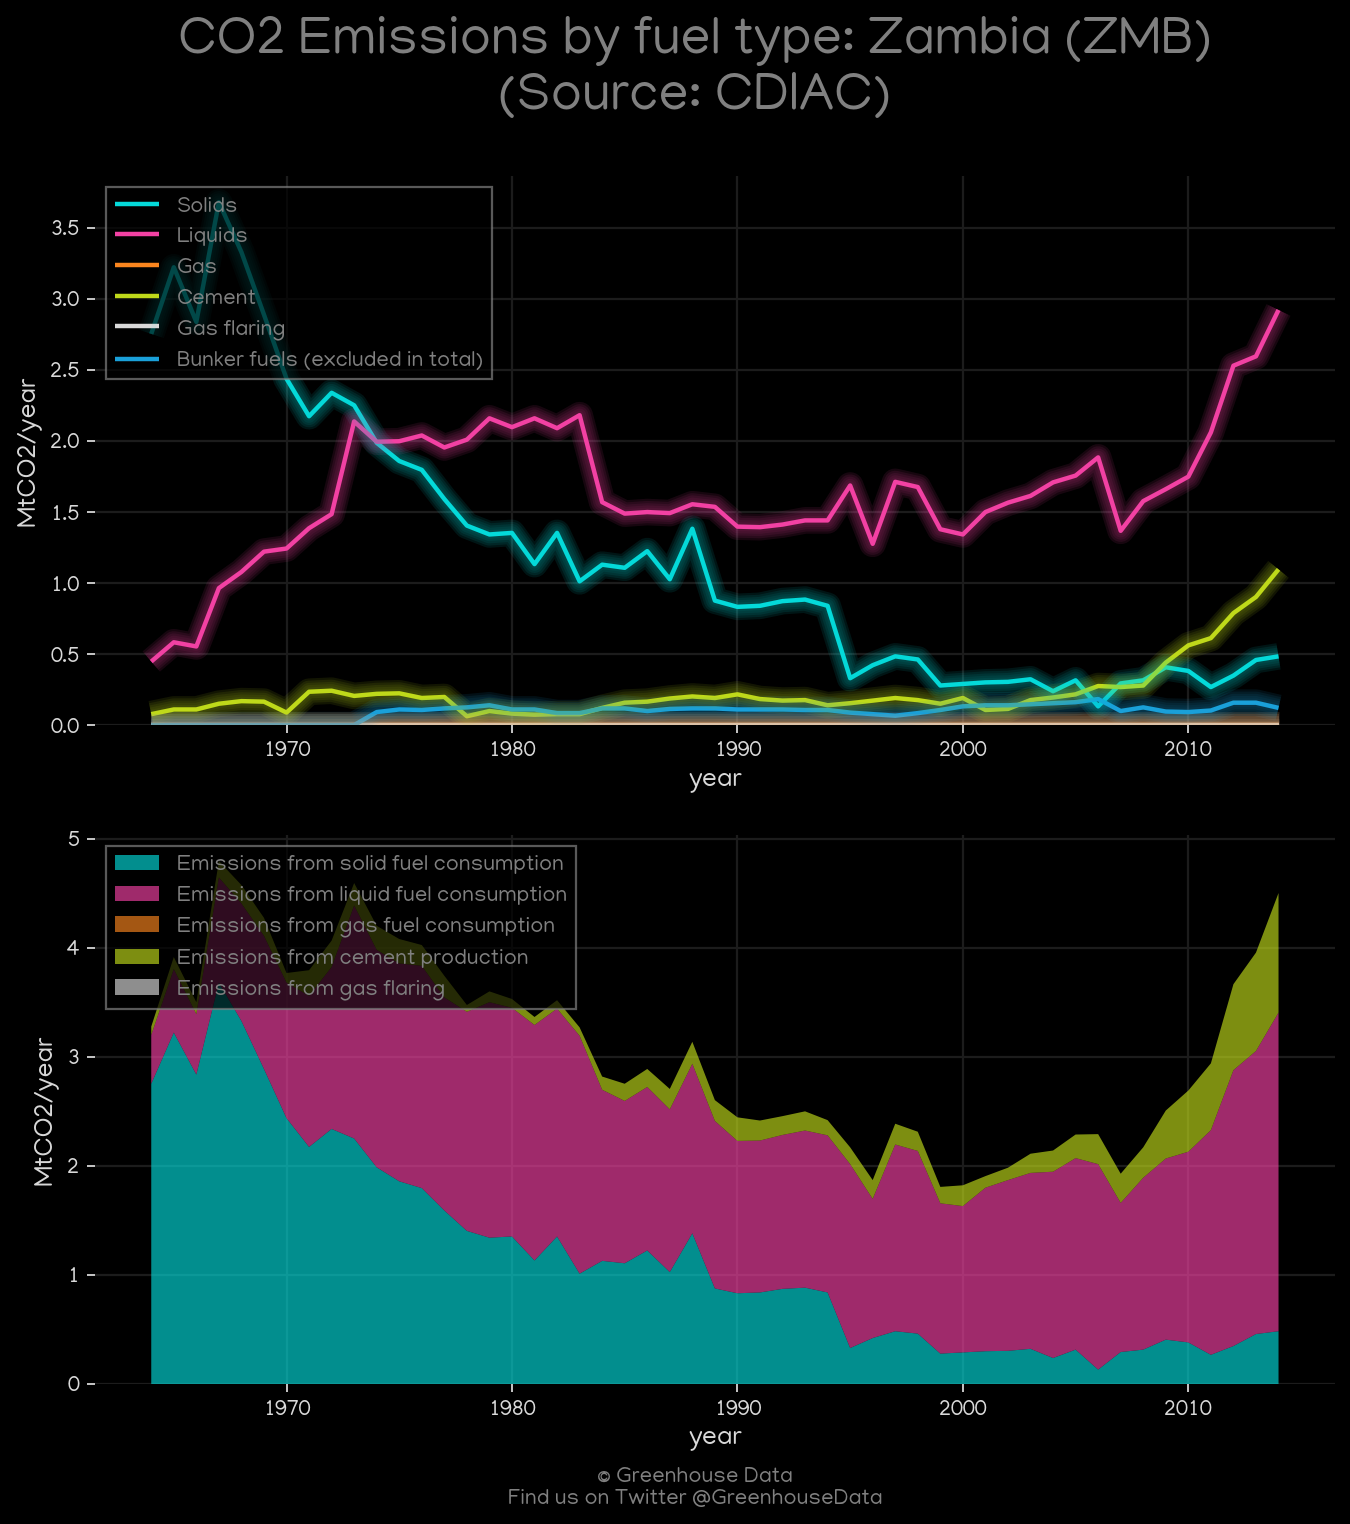 CO2 Emissions by fuel type: Zambia (ZMB)
(Source: CDIAC)
Solids
Liquids
Gas
Cement
Gas flaring
Bunker fuels (excluded in total)
MtCO2/year
3.5
3.0
2.5
2.0
1.5
1.0
0.5
0.0
1970
1980
1990
2000
2010
year
Emissions from solid fuel consumption
Emissions from liquid fuel consumption
Emissions from gas fuel consumption
Emissions from cement production
Emissions from gas flaring
MtCO2/year
5
4
3
2
1
0
1970
1980
1990
2000
2010
year
© Greenhouse Data
Find us on Twitter @GreenhouseData